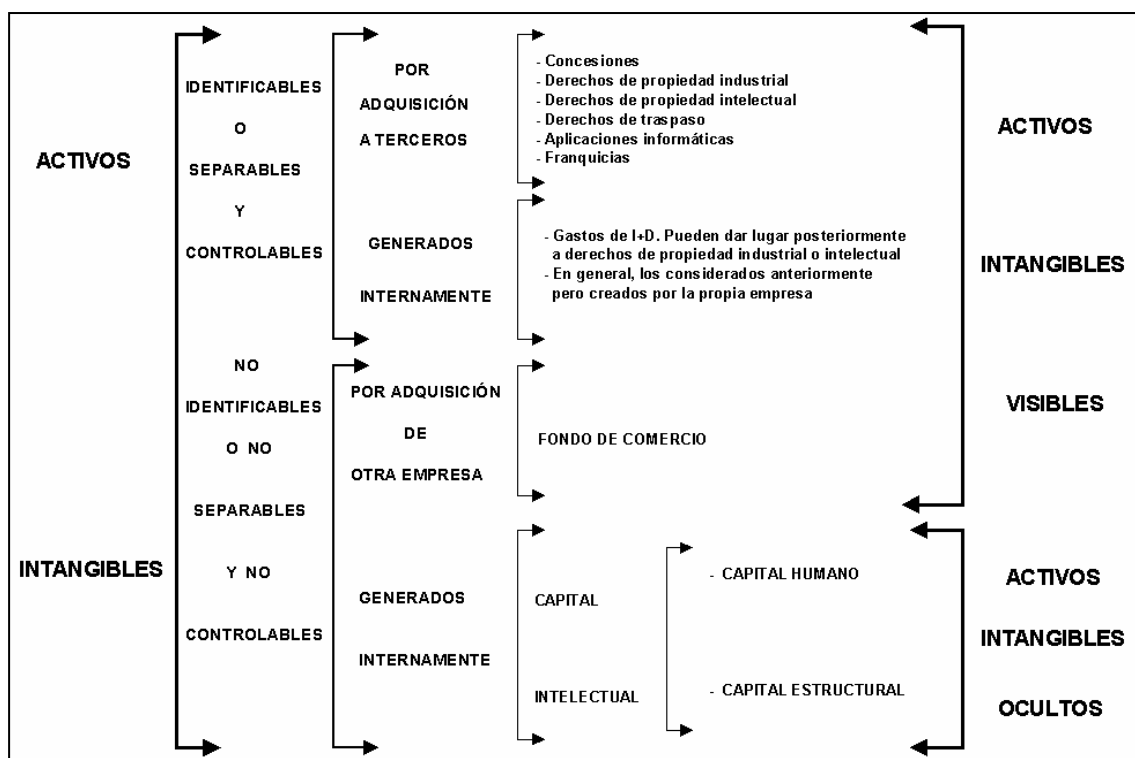 ACTIVOS
INTANGIBLES
IDENTIFICABLES
O
SEPARABLES
Y
CONTROLABLES
POR
ADQUISICIÓN
A TERCEROS
- Concesiones
- Derechos de propiedad industrial
- Derechos de propiedad intelectual
- Derechos de traspaso
- Aplicaciones informáticas
- Franquicias
GENERADOS
INTERNAMENTE
- Gastos de I+D. Pueden dar lugar posteriormente
a derechos de propiedad industrial o intelectual
- En general, los considerados anteriormente
pero creados por la propia empresa
NO
IDENTIFICABLES
O NO
SEPARABLES
Y NO
CONTROLABLES
POR ADQUISICIÓN
DE
OTRA EMPRESA
FONDO DE COMERCIO
GENERADOS
INTERNAMENTE
CAPITAL
INTELECTUAL
- CAPITAL HUMANO
- CAPITAL ESTRUCTURAL
ACTIVOS
INTANGIBLES
VISIBLES
ACTIVOS
INTANGIBLES
OCULTOS